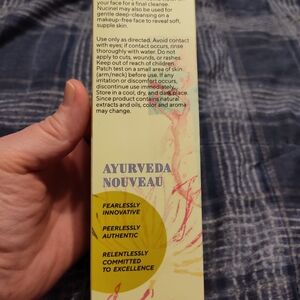 your face for a final cleanse.
Nucinel may also be used for
gentle deep-cleansing on a
makeup-free face to reveal soft,
supple skin.
Use only as directed. Avoid contact
with eyes; if contact occurs, rinse
thoroughly with water. Do not
apply to cuts, wounds, or rashes.
Keep out of reach of children.
Patch test on a small area of skin
(arm/neck) before use. If any
irritation or discomfort occurs,
discontinue use immediately.
Store in a cool, dry, and dark place.
Since product contains natural
extracts and oils, color and aroma
may change.
AYURVEDA
NOUVEAU
FEARLESSLY
INNOVATIVE
PEERLESSLY
AUTHENTIC
RELENTLESSLY
COMMITTED
TO EXCELLENCE